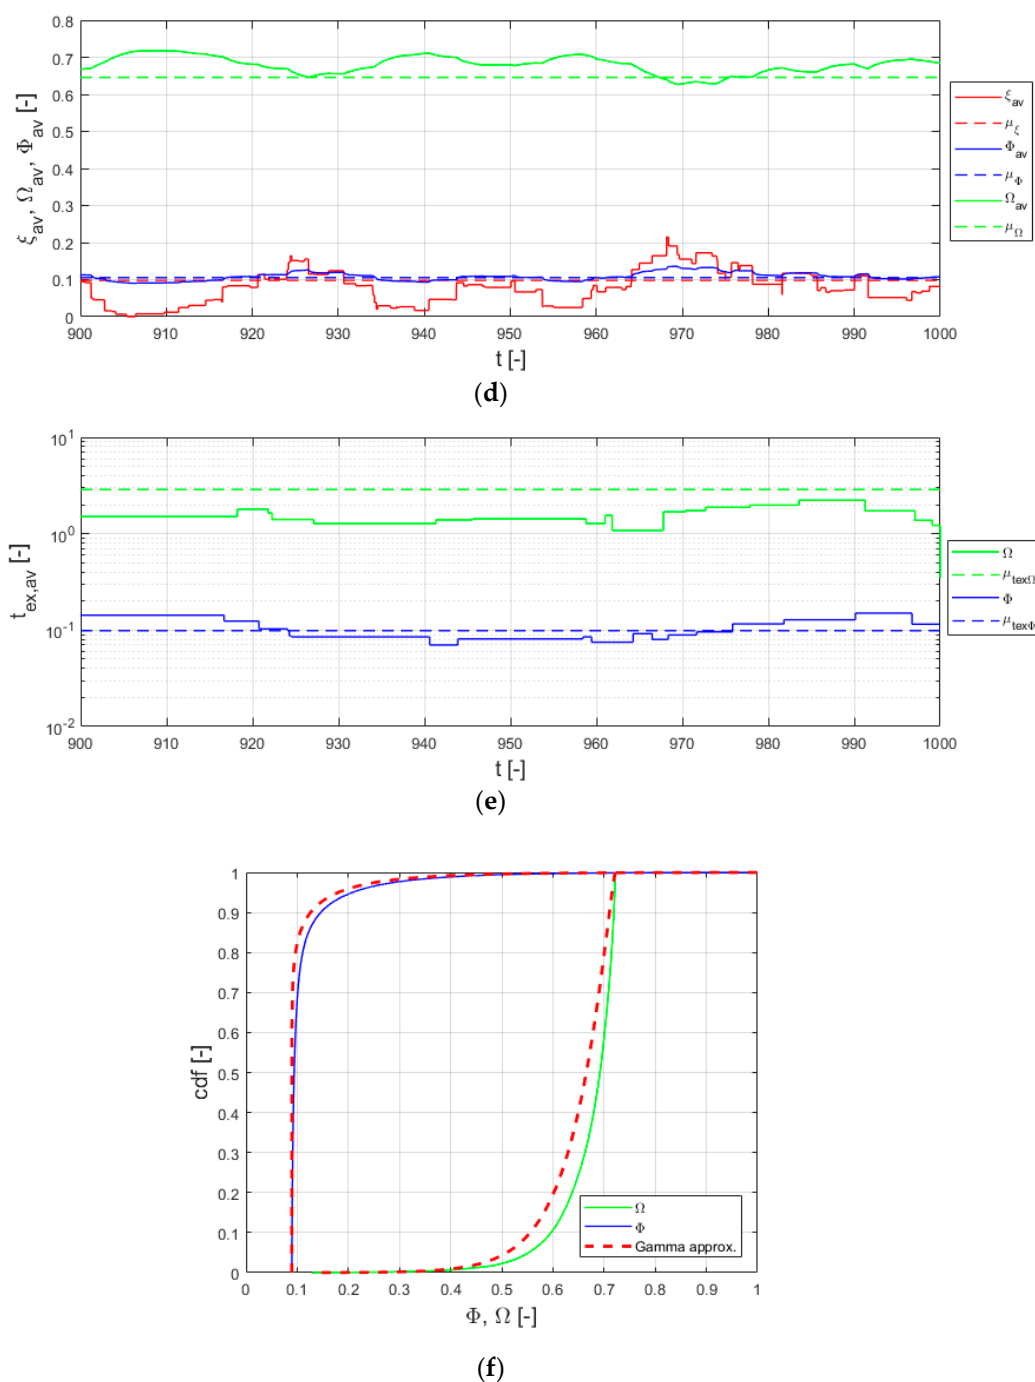 0.8
0.7
0.6
0.5
0.4
0.3
0.2
0.1
0
ξav, Ωav, Φav [-]
900 910 920 930 940 950 960 970 980 990 1000
t [-]
ξav
μξ
Φav
μΦ
Ωav
μΩ
(d)
10^1
10^0
10^-1
10^-2
tex,av [-]
900 910 920 930 940 950 960 970 980 990 1000
t [-]
Ω
μtexΩ
Φ
μtexΦ
(e)
1
0.9
0.8
0.7
0.6
0.5
0.4
0.3
0.2
0.1
0
cdf [-]
Ω
Φ
Gamma approx.
0 0.1 0.2 0.3 0.4 0.5 0.6 0.7 0.8 0.9 1
Φ, Ω [-]
(f)